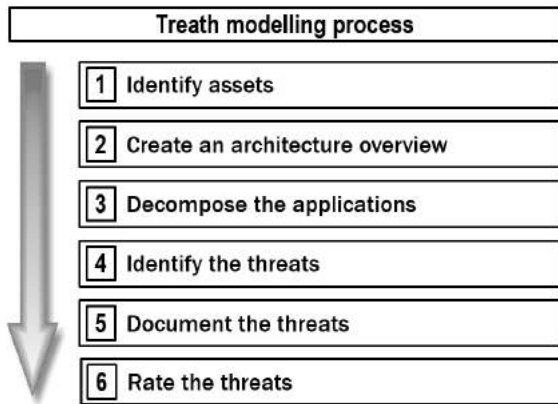 Treath modelling process
1 Identify assets
2 Create an architecture overview
3 Decompose the applications
4 Identify the threats
5 Document the threats
6 Rate the threats